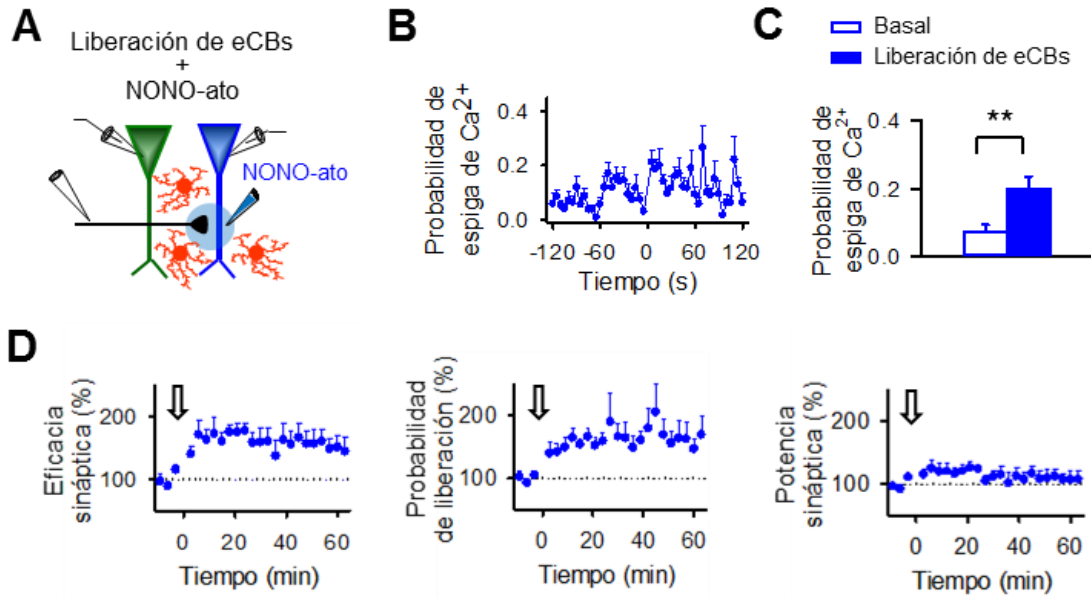 A
Liberación de eCBs
+
NONO-ato
NONO-ato
B
Probabilidad de
espiga de Ca²⁺
0.4
0.2
0.0
-120
-60
0
60
120
Tiempo (s)
C
Basal
Liberación de eCBs
Probabilidad de
espiga de Ca²⁺
0.4
0.2
0.0
**
D
Eficacia
sináptica (%)
200
100
0
20
40
60
Tiempo (min)
Probabilidad
de liberación (%)
200
100
0
20
40
60
Tiempo (min)
Potencia
sináptica (%)
200
100
0
20
40
60
Tiempo (min)